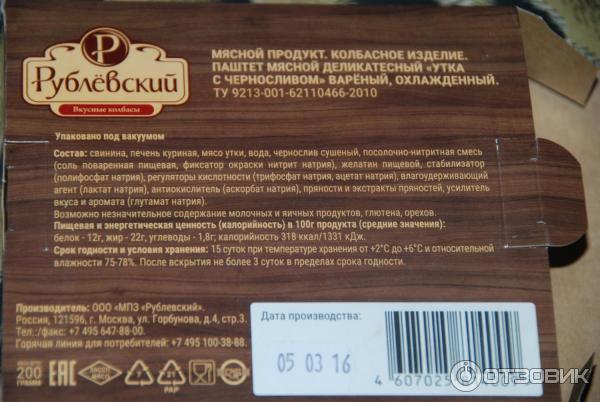 Р
Рублёвский
Вкусные колбасы
МЯСНОЙ ПРОДУКТ. КОЛБАСНОЕ ИЗДЕЛИЕ.
ПАШТЕТ МЯСНОЙ ДЕЛИКАТЕСНЫЙ «УТКА
С ЧЕРНОСЛИВОМ» ВАРЁНЫЙ, ОХЛАЖДЕННЫЙ.
ТУ 9213-001-62110466-2010
Упаковано под вакуумом
Состав: свинина, печень куриная, мясо утки, вода, чернослив сушеный, посолочно-нитритная смесь
(соль поваренная пищевая, фиксатор окраски нитрит натрия), желатин пищевой, стабилизатор
(полифосфат натрия), регуляторы кислотности (трифосфат натрия, ацетат натрия), влагоудерживающий
агент (лактат натрия), антиокислитель (аскорбат натрия), пряности и экстракты пряностей, усилитель
вкуса и аромата (глутамат натрия).
Возможно незначительное содержание молочных и яичных продуктов, глютена, орехов.
Пищевая и энергетическая ценность (калорийность) в 100г продукта (средние значения):
белок - 12г, жир - 22г, углеводы - 1,8г; калорийность 318 ккал/1331 кДж.
Срок годности и условия хранения: 15 суток при температуре хранения от +2°С до +6°С и относительной
влажности 75-78%. После вскрытия не более 3 суток в пределах срока годности.
Производитель: ООО «МПЗ «Рублевский».
Россия, 121596, г. Москва, ул. Горбунова, д.4, стр.3.
Тел.:/факс: +7 495 647-88-00.
Горячая линия для потребителей: +7 495 100-38-88.
Дата производства:
05 03 16
4 607025
МАССА НЕТТО
200
ГРАММ
EAC
21
PAP
ОТЗОВИК